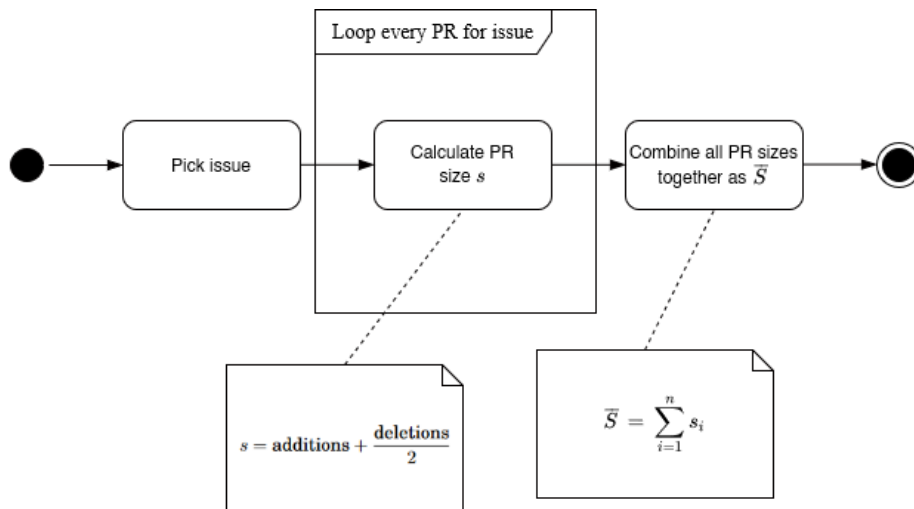 Loop every PR for issue
Pick issue
Calculate PR
size s
Combine all PR sizes
together as S̅
s = additions + deletions/2
S̅ = ∑_{i=1}^{n} s_i